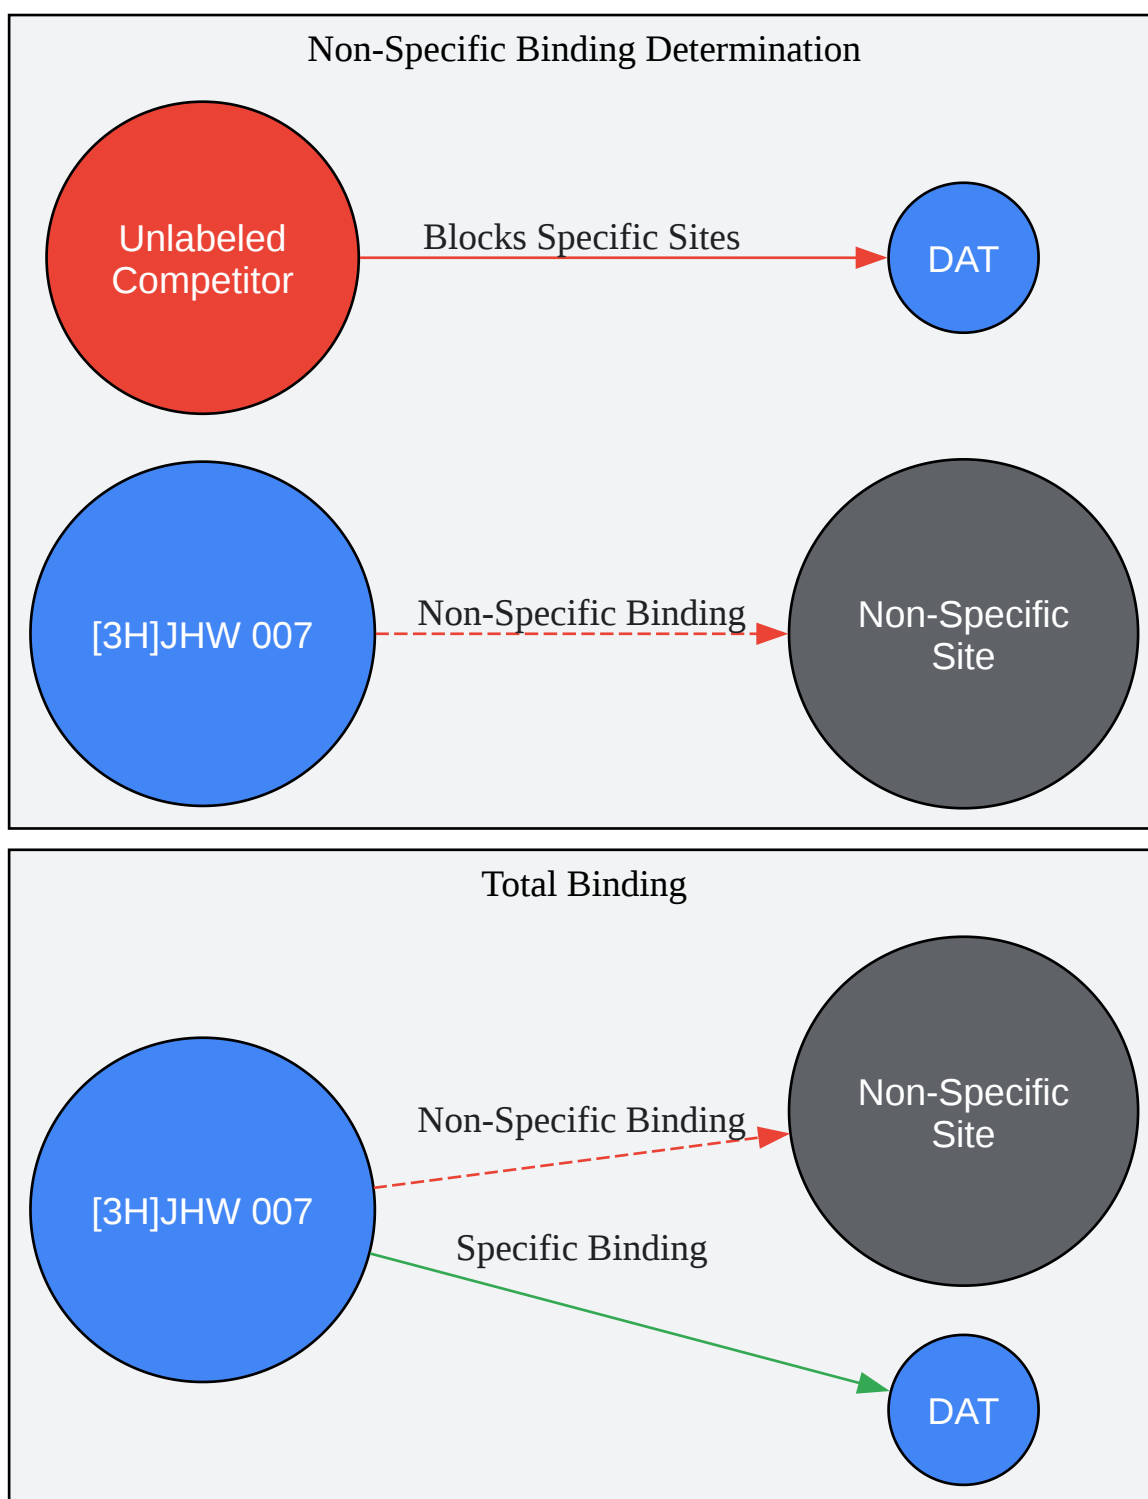 Non-Specific Binding Determination
Unlabeled
Competitor
Blocks Specific Sites
DAT
[3H]JHW 007
Non-Specific Binding
Non-Specific
Site
Total Binding
Non-Specific Binding
Non-Specific
Site
[3H]JHW 007
Specific Binding
DAT